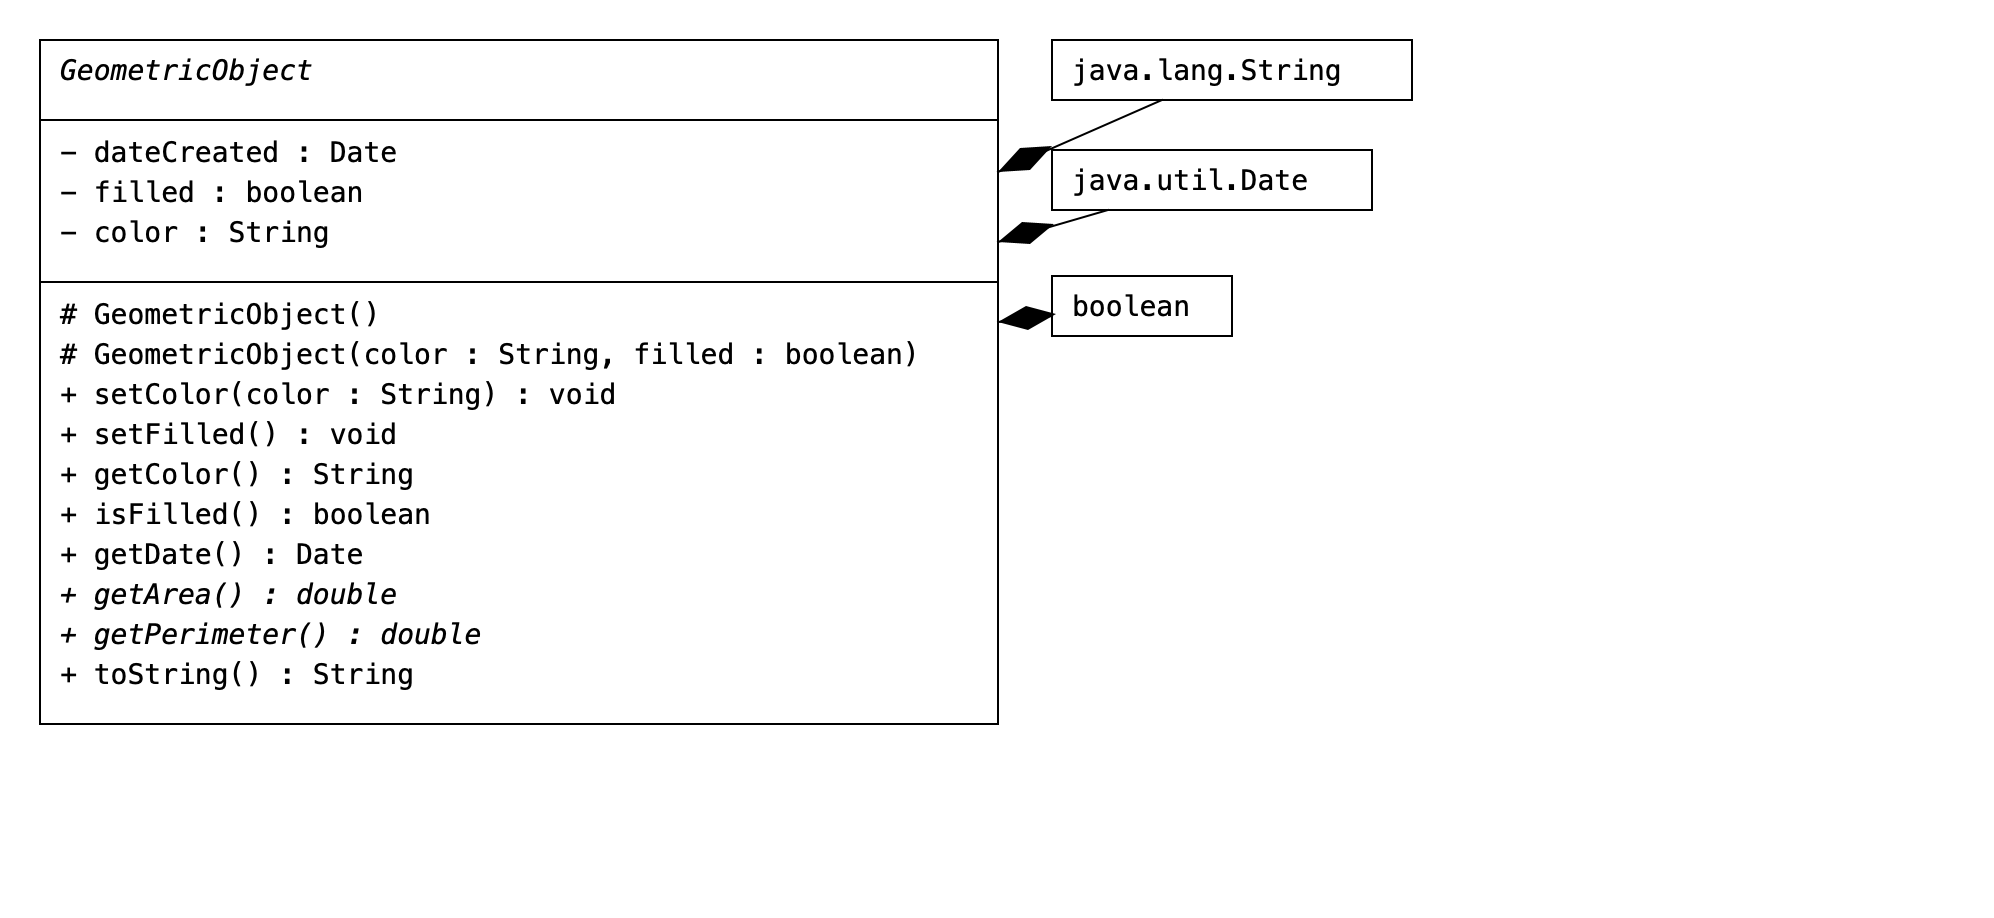 GeometricObject
- dateCreated : Date
- filled : boolean
- color : String
# GeometricObject()
# GeometricObject(color : String, filled : boolean)
+ setColor(color : String) : void
+ setFilled() : void
+ getColor() : String
+ isFilled() : boolean
+ getDate() : Date
+ getArea() : double
+ getPerimeter() : double
+ toString() : String
java.lang.String
java.util.Date
boolean